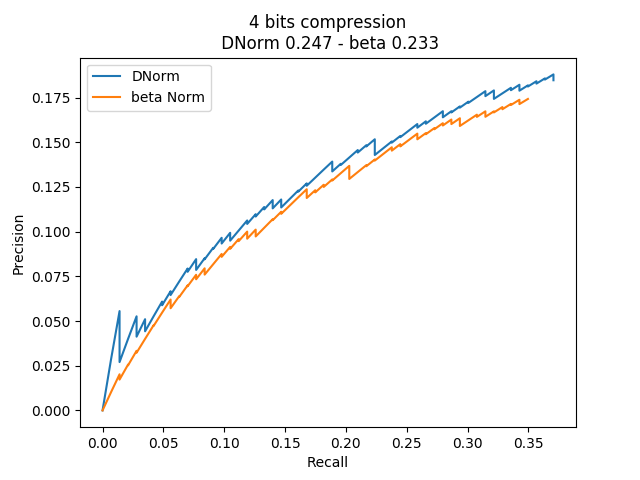 4 bits compression
DNorm 0.247 - beta 0.233
DNorm
beta Norm
0.175
0.150
0.125
0.100
0.075
0.050
0.025
0.000
Precision
0.00 0.05 0.10 0.15 0.20 0.25 0.30 0.35
Recall